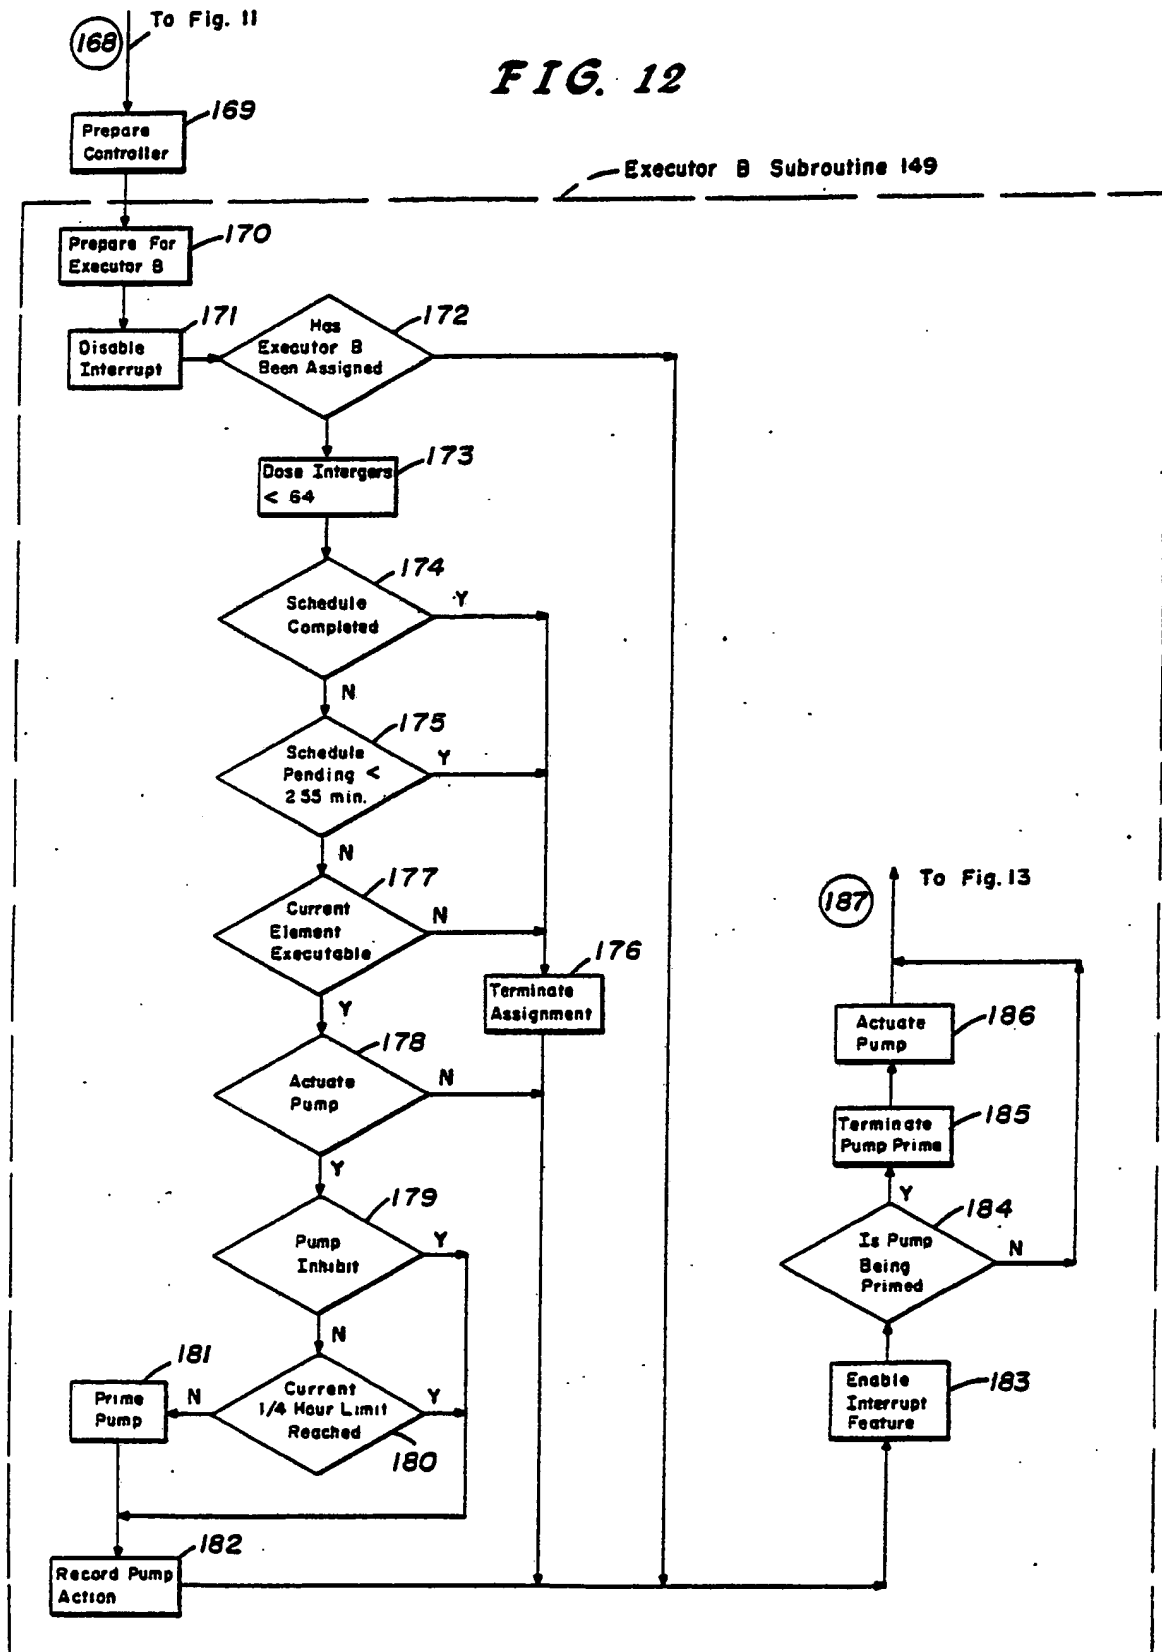 To Fig. 11
168
FIG. 12
169
Prepare
Controller
Executor B Subroutine 149
170
Prepare For
Executor B
171
Disable
Interrupt
172
Has
Executor B
Been Assigned
173
Dose Intergers
< 64
174
Schedule
Completed
Y
N
175
Schedule
Pending <
255 min.
Y
N
177
Current
Element
Executable
N
Y
176
Terminate
Assignment
178
Actuate
Pump
N
Y
179
Pump
Inhibit
Y
N
181
Prime
Pump
N
Current
1/4 Hour Limit
Reached
Y
180
182
Record Pump
Action
To Fig. 13
187
186
Actuate
Pump
185
Terminate
Pump Prime
Y
184
Is Pump
Being
Primed
N
183
Enable
Interrupt
Feature